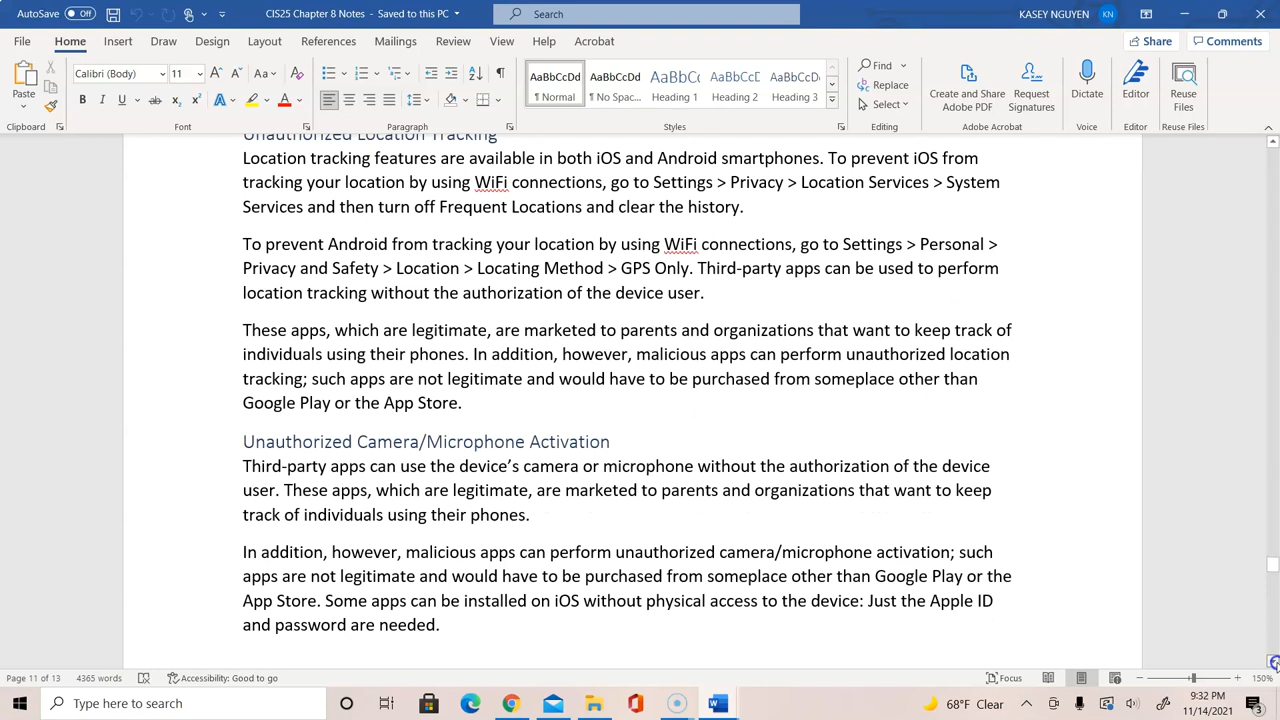 AutoSave Off CIS25 Chapter 8 Notes - Saved to this PC Search KASEY NGUYEN KN
File Home Insert Draw Design Layout References Mailings Review View Help Acrobat Share Comments
Paste Calibri (Body) 11 Aa AaBbCcDd AaBbCcDd AaBbC AaBbCcD AaBbCcD Find Replace Select Create and Share Adobe PDF Request Signatures Dictate Editor Reuse Files
¶ Normal ¶ No Spac... Heading 1 Heading 2 Heading 3
Clipboard Font Paragraph Styles Editing Adobe Acrobat Voice Editor Reuse Files
Unauthorized Location Tracking
Location tracking features are available in both iOS and Android smartphones. To prevent iOS from
tracking your location by using WiFi connections, go to Settings > Privacy > Location Services > System
Services and then turn off Frequent Locations and clear the history.
To prevent Android from tracking your location by using WiFi connections, go to Settings > Personal >
Privacy and Safety > Location > Locating Method > GPS Only. Third-party apps can be used to perform
location tracking without the authorization of the device user.
These apps, which are legitimate, are marketed to parents and organizations that want to keep track of
individuals using their phones. In addition, however, malicious apps can perform unauthorized location
tracking; such apps are not legitimate and would have to be purchased from someplace other than
Google Play or the App Store.
Unauthorized Camera/Microphone Activation
Third-party apps can use the device’s camera or microphone without the authorization of the device
user. These apps, which are legitimate, are marketed to parents and organizations that want to keep
track of individuals using their phones.
In addition, however, malicious apps can perform unauthorized camera/microphone activation; such
apps are not legitimate and would have to be purchased from someplace other than Google Play or the
App Store. Some apps can be installed on iOS without physical access to the device: Just the Apple ID
and password are needed.
Page 11 of 13 4365 words Accessibility: Good to go Focus 150%
Type here to search 68°F Clear 9:32 PM
11/14/2021 3